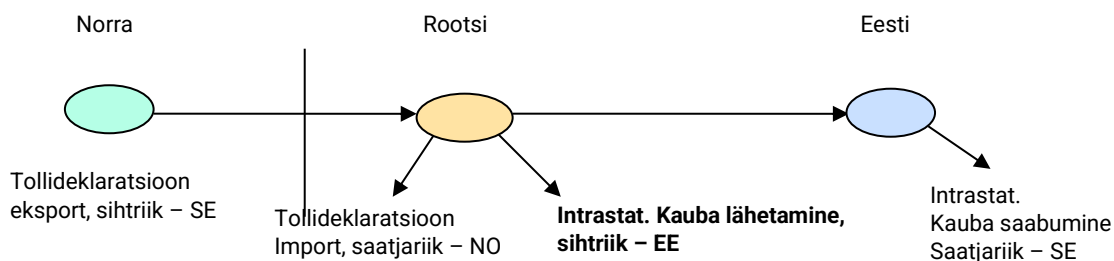 Norra
Rootsi
Eesti
Tollideklaratsioon
eksport, sihtriik – SE
Tollideklaratsioon
Import, saatjariik – NO
Intrastat. Kauba lähetamine,
sihtriik – EE
Intrastat.
Kauba saabumine
Saatjariik – SE